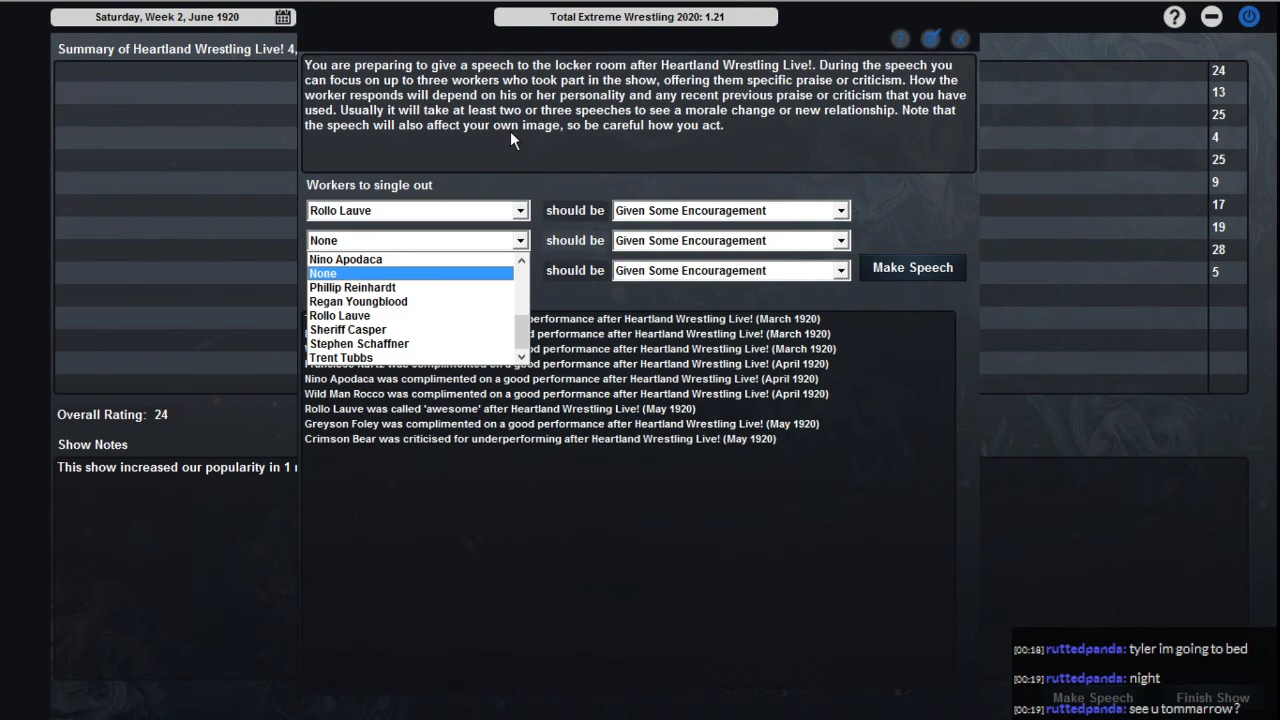 Saturday, Week 2, June 1920
Total Extreme Wrestling 2020: 1.21
Summary of Heartland Wrestling Live! 4,
You are preparing to give a speech to the locker room after Heartland Wrestling Live!. During the speech you
can focus on up to three workers who took part in the show, offering them specific praise or criticism. How the
worker responds will depend on his or her personality and any recent previous praise or criticism that you have
used. Usually it will take at least two or three speeches to see a morale change or new relationship. Note that
the speech will also affect your own image, so be careful how you act.
24
13
25
4
25
9
17
19
28
5
Workers to single out
Rollo Lauve should be Given Some Encouragement
None should be Given Some Encouragement
should be Given Some Encouragement
Make Speech
Nino Apodaca
None
Phillip Reinhardt
Regan Youngblood
Rollo Lauve
Sheriff Casper
Stephen Schaffner
Trent Tubbs
performance after Heartland Wrestling Live! (March 1920)
d performance after Heartland Wrestling Live! (March 1920)
od performance after Heartland Wrestling Live! (March 1920)
was complimented on a good performance after Heartland Wrestling Live! (April 1920)
Nino Apodaca was complimented on a good performance after Heartland Wrestling Live! (April 1920)
Wild Man Rocco was complimented on a good performance after Heartland Wrestling Live! (April 1920)
Rollo Lauve was called 'awesome' after Heartland Wrestling Live! (May 1920)
Greyson Foley was complimented on a good performance after Heartland Wrestling Live! (May 1920)
Crimson Bear was criticised for underperforming after Heartland Wrestling Live! (May 1920)
Overall Rating: 24
Show Notes
This show increased our popularity in 1
[00:18] ruttedpanda: tyler im going to bed
[00:19] ruttedpanda: night
Make Speech Finish Show
[00:19] ruttedpanda: see u tommarrow?